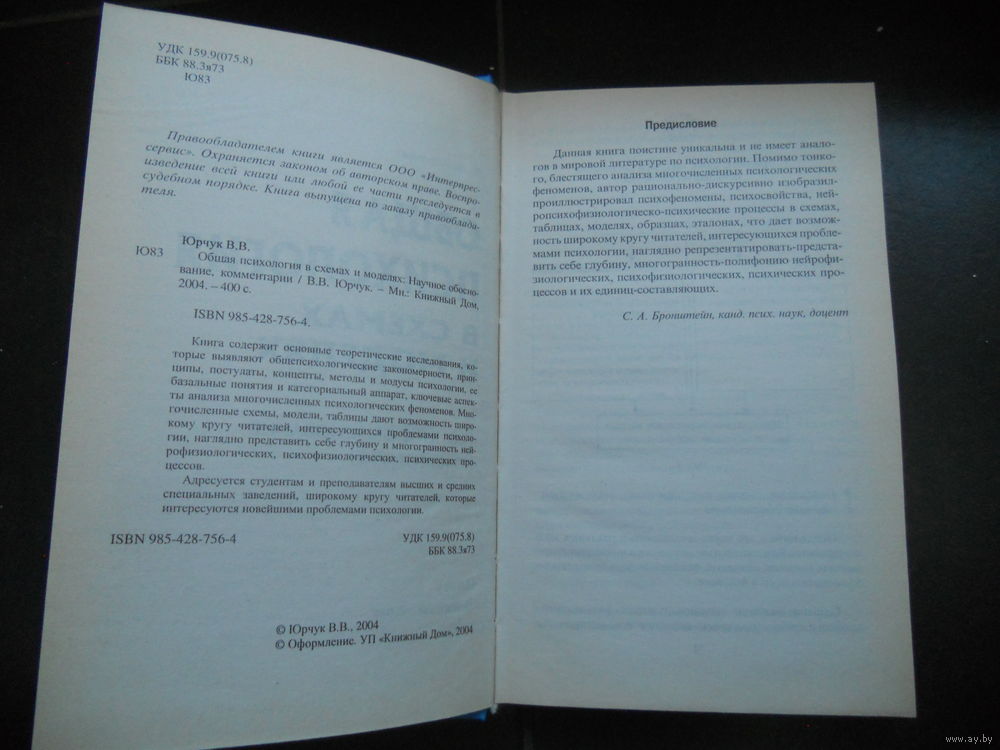 УДК 159.9(075.8)
ББК 88.3я73
Ю83
Правообладателем книги является ООО «Интерпрес-
сервис». Охраняется законом об авторском праве. Воспро-
изведение всей книги или любой ее части преследуется в
судебном порядке. Книга выпущена по заказу правооблада-
теля.
Юрчук В.В.
Ю83 Общая психология в схемах и моделях: Научное обосно-
вание, комментарии / В.В. Юрчук. – Мн.: Книжный Дом,
2004. – 400 с.
ISBN 985-428-756-4.
Книга содержит основные теоретические исследования, ко-
торые выявляют общепсихологические закономерности, прин-
ципы, постулаты, концепты, методы и модусы психологии, ее
базальные понятия и категориальный аппарат, ключевые аспек-
ты анализа многочисленных психологических феноменов. Мно-
гочисленные схемы, модели, таблицы дают возможность широ-
кому кругу читателей, интересующихся проблемами психоло-
гии, наглядно представить себе глубину и многогранность ней-
рофизиологических, психофизиологических, психических про-
цессов.
Адресуется студентам и преподавателям высших и средних
специальных заведений, широкому кругу читателей, которые
интересуются новейшими проблемами психологии.
ISBN 985-428-756-4
УДК 159.9(075.8)
ББК 88.3я73
© Юрчук В.В., 2004
© Оформление. УП «Книжный Дом», 2004
Предисловие
Данная книга поистине уникальна и не имеет анало-
гов в мировой литературе по психологии. Помимо тонко-
го, блестящего анализа многочисленных психологических
феноменов, автор рационально-дискурсивно изобразил-
проиллюстрировал психофеномены, психосвойства, ней-
ропсихофизиологическо-психические процессы в схемах,
таблицах, моделях, образцах, эталонах, что дает возмож-
ность широкому кругу читателей, интересующихся пробле-
мами психологии, наглядно репрезентатировать-предста-
вить себе глубину, многогранность-полифонию нейрофи-
зиологических, психофизиологических, психических про-
цессов и их единиц-составляющих.
С. А. Бронштейн, канд. псих. наук, доцент
www.ay.by